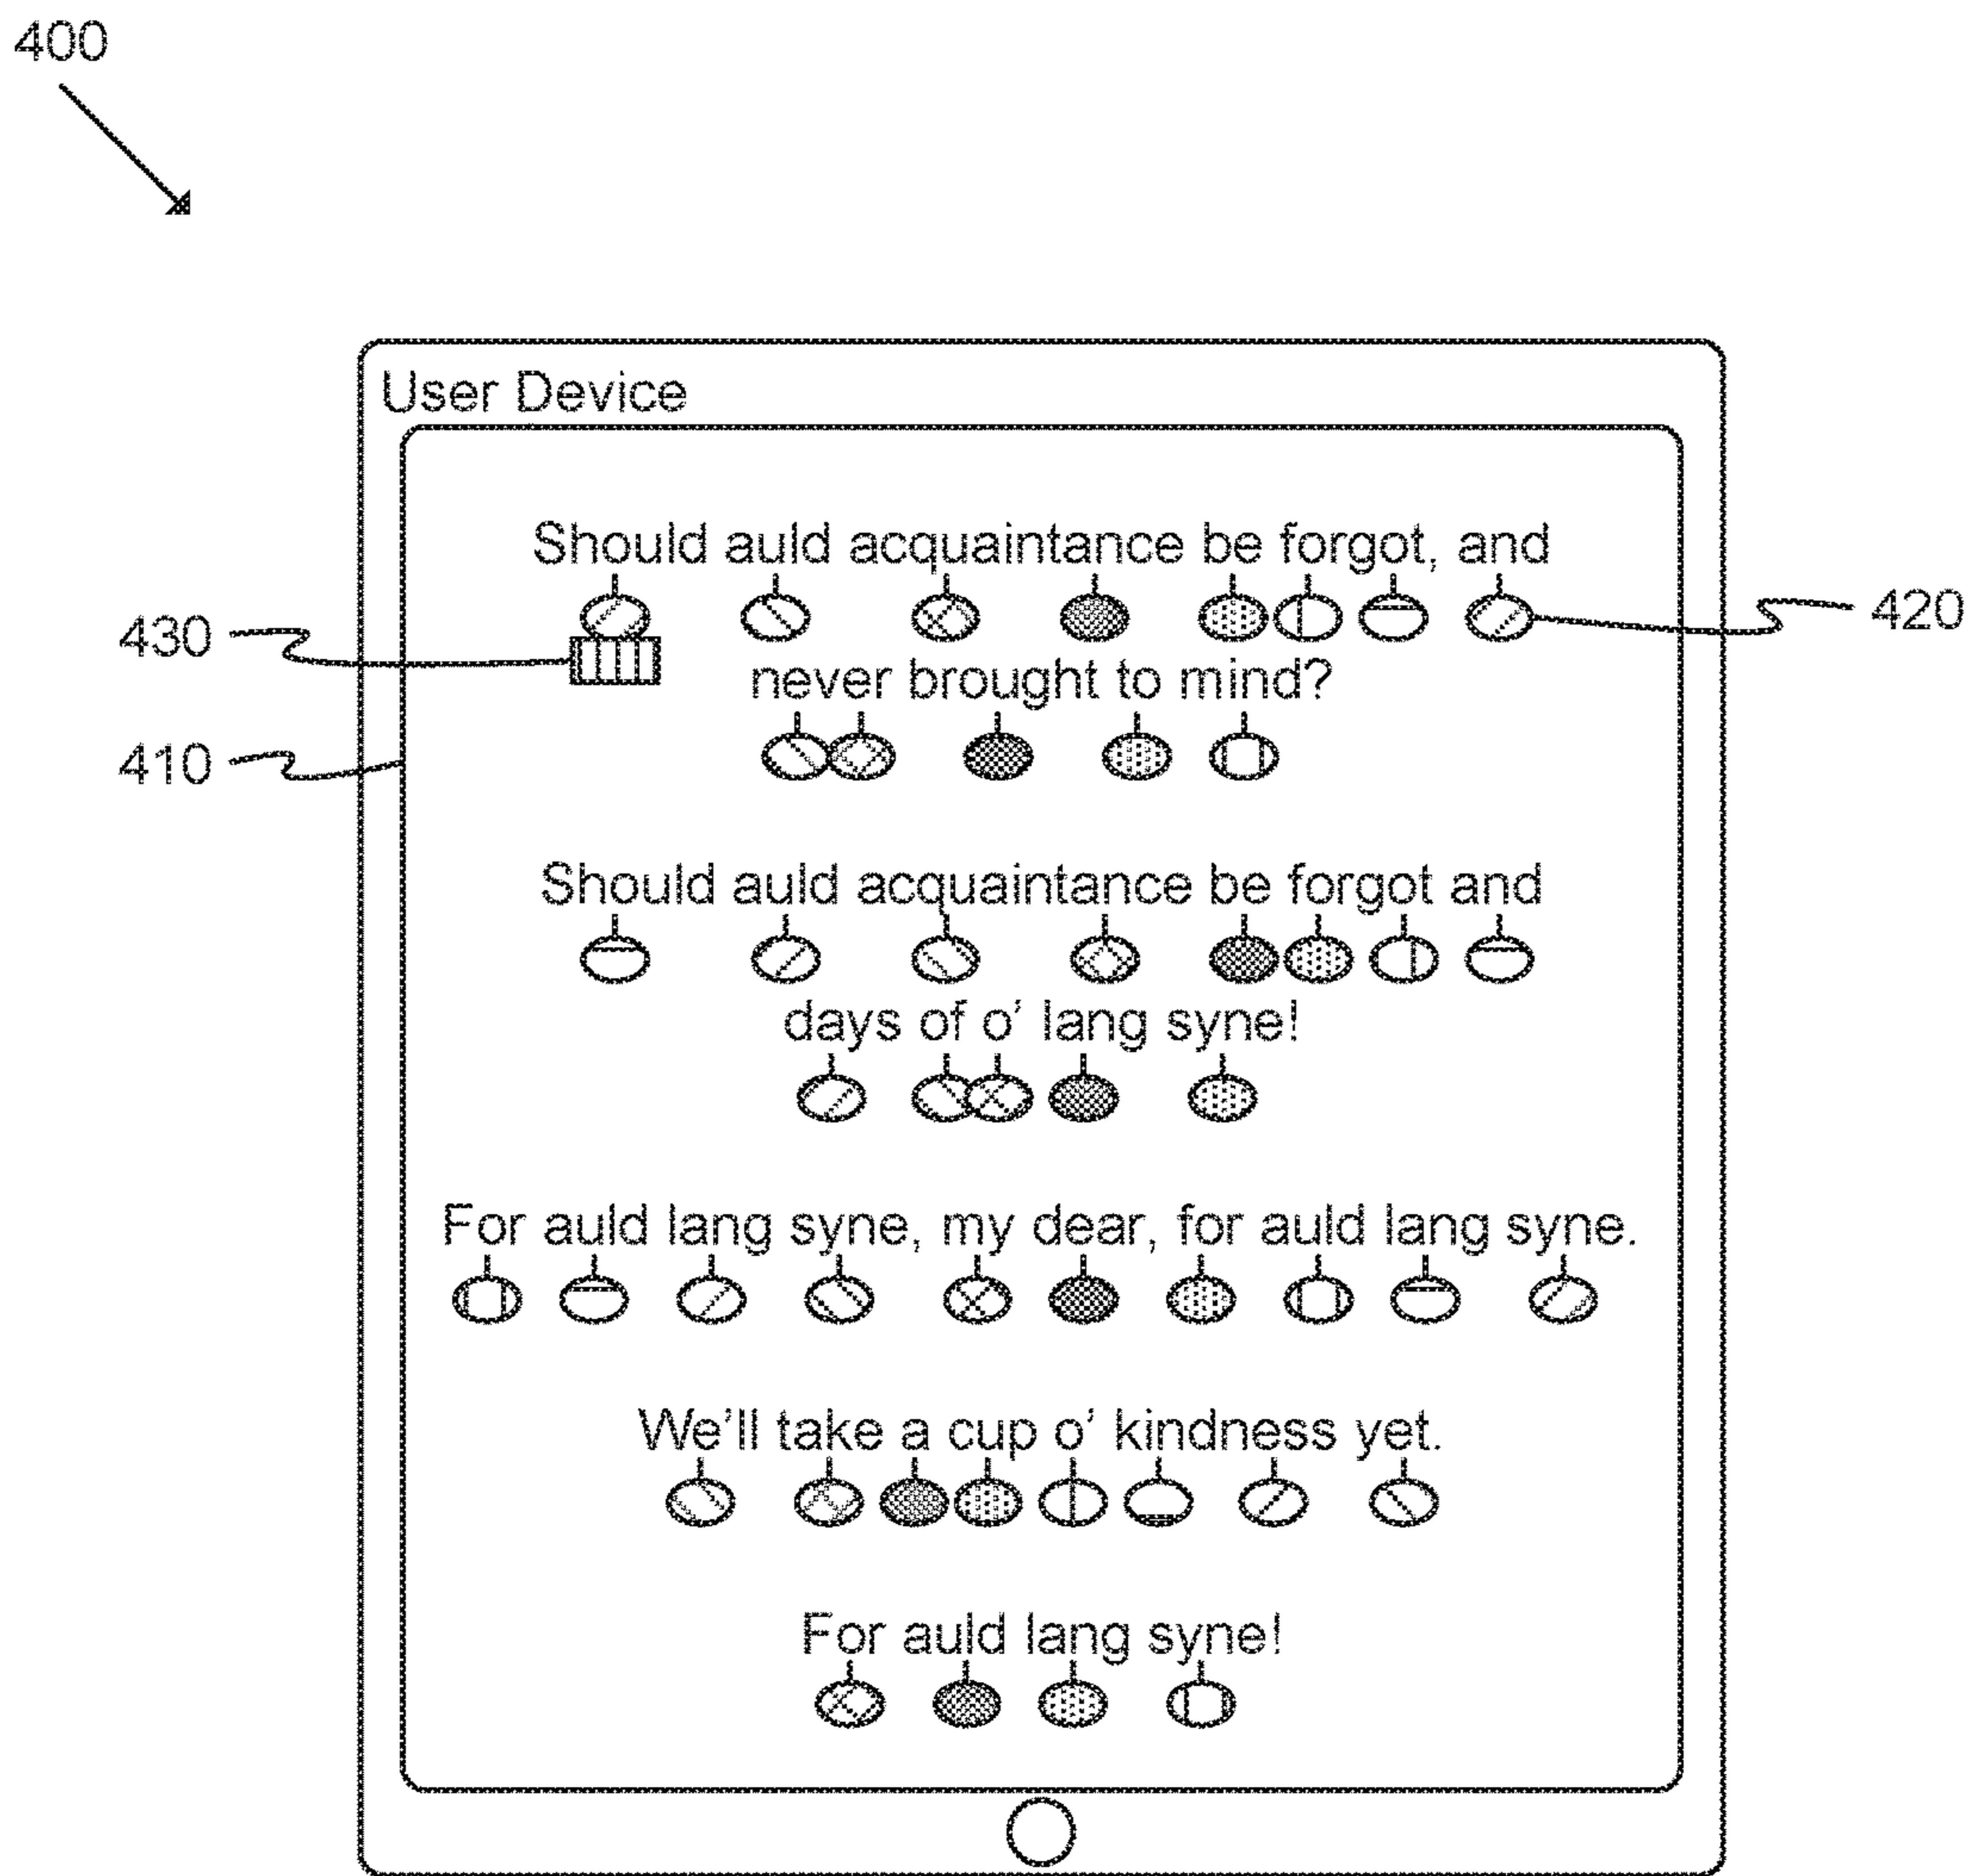 400
User Device
Should auld acquaintance be forgot, and
430
420
never brought to mind?
410
Should auld acquaintance be forgot and
days of o' lang syne!
For auld lang syne, my dear, for auld lang syne.
We'll take a cup o' kindness yet.
For auld lang syne!